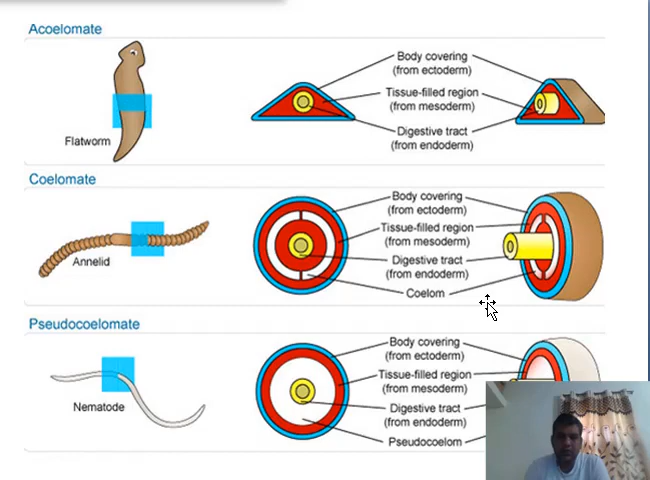 Acoelomate
Body covering
(from ectoderm)
Tissue-filled region
(from mesoderm)
Digestive tract
(from endoderm)
Flatworm
Coelomate
Body covering
(from ectoderm)
Tissue-filled region
(from mesoderm)
Digestive tract
(from endoderm)
Coelom
Annelid
Pseudocoelomate
Body covering
(from ectoderm)
Tissue-filled region
(from mesoderm)
Digestive tract
(from endoderm)
Pseudocoelom
Nematode